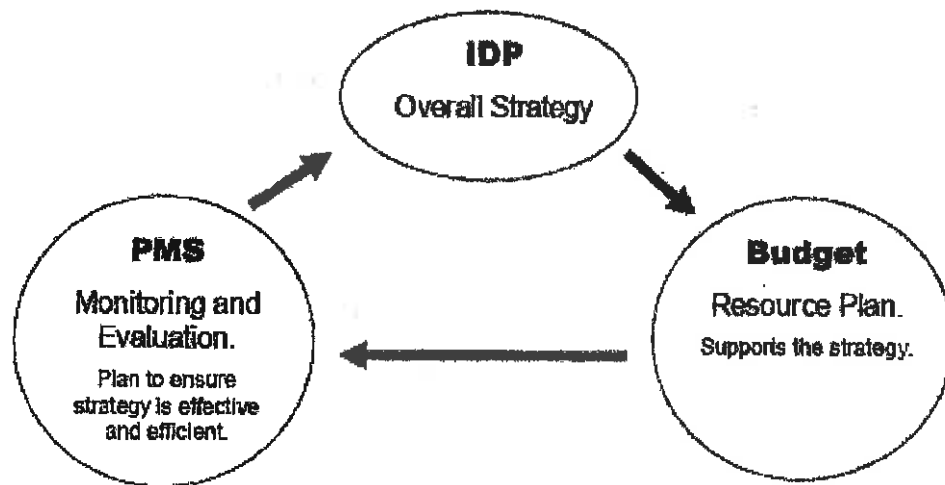 IDP
Overall Strategy
PMS
Monitoring and
Evaluation.
Plan to ensure
strategy is effective
and efficient.
Budget
Resource Plan.
Supports the strategy.